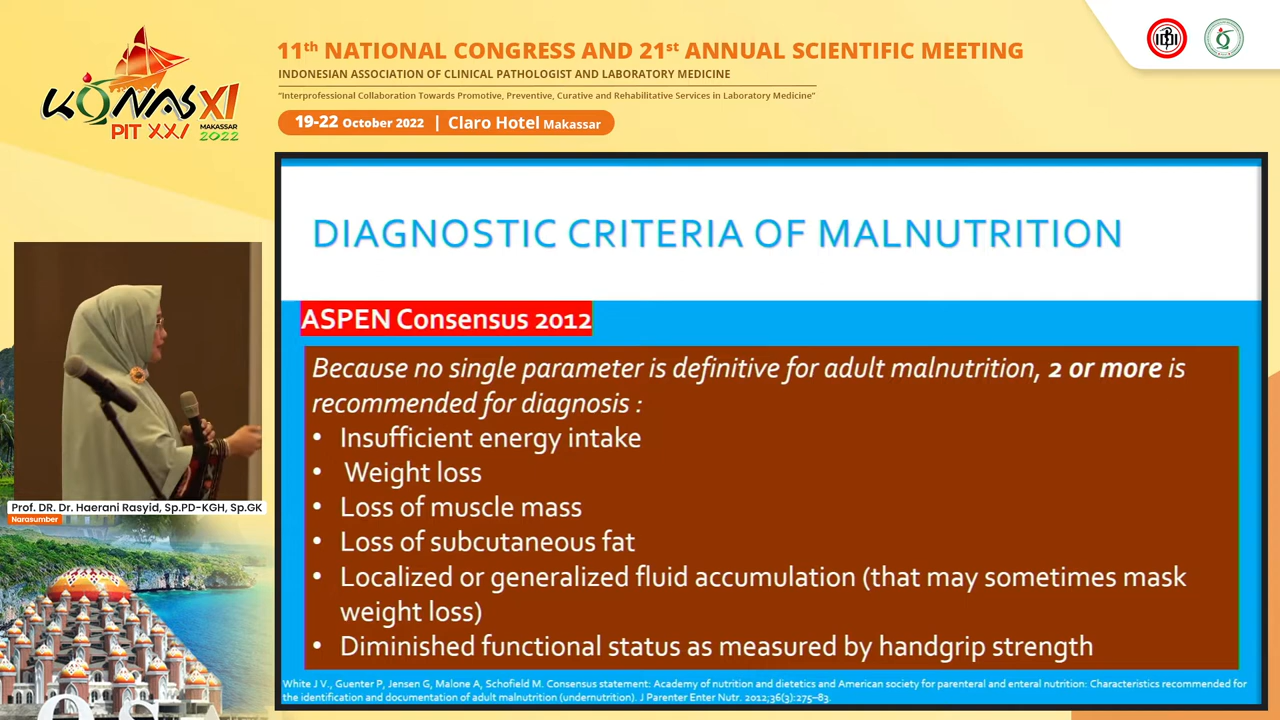 11th NATIONAL CONGRESS AND 21st ANNUAL SCIENTIFIC MEETING
INDONESIAN ASSOCIATION OF CLINICAL PATHOLOGIST AND LABORATORY MEDICINE
"Interprofessional Collaboration Towards Promotive, Preventive, Curative and Rehabilitative Services in Laboratory Medicine"
19-22 October 2022 | Claro Hotel Makassar
KONAS XI
PIT XXI
MAKASSAR
2022
IDI
DIAGNOSTIC CRITERIA OF MALNUTRITION
ASPEN Consensus 2012
Because no single parameter is definitive for adult malnutrition, 2 or more is
recommended for diagnosis :
• Insufficient energy intake
• Weight loss
• Loss of muscle mass
• Loss of subcutaneous fat
• Localized or generalized fluid accumulation (that may sometimes mask
weight loss)
• Diminished functional status as measured by handgrip strength
White J V., Guenter P, Jensen G, Malone A, Schofield M. Consensus statement: Academy of nutrition and dietetics and American society for parenteral and enteral nutrition: Characteristics recommended for
the identification and documentation of adult malnutrition (undernutrition). J Parenter Enter Nutr. 2012;36(3):275–83.
Prof. DR. Dr. Haerani Rasyid, Sp.PD-KGH, Sp.GK
Narasumber